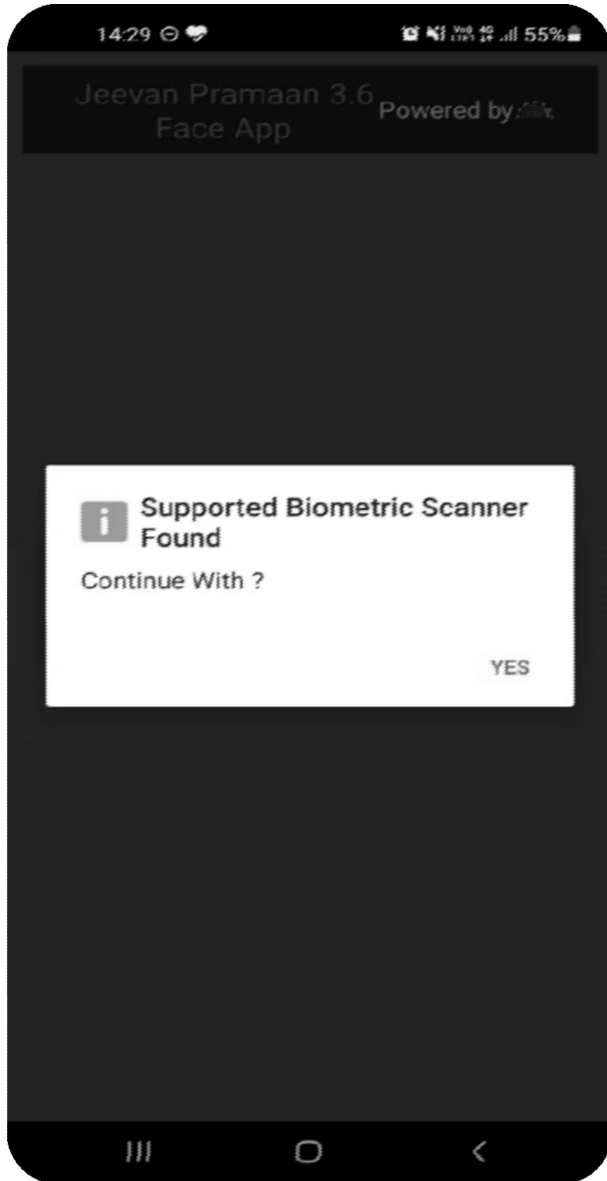 14:29
55%
Jeevan Pramaan 3.6
Face App
Powered by
Supported Biometric Scanner
Found
Continue With ?
YES